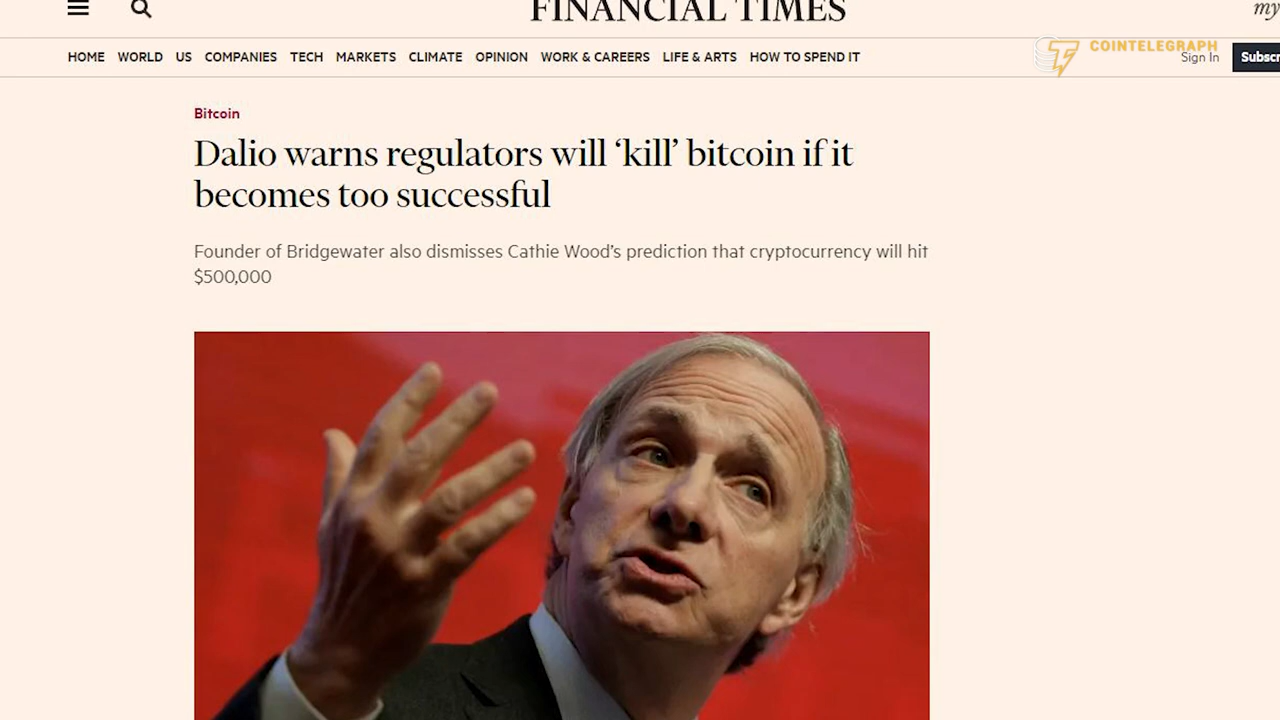 FINANCIAL TIMES
my
HOME WORLD US COMPANIES TECH MARKETS CLIMATE OPINION WORK & CAREERS LIFE & ARTS HOW TO SPEND IT
COINTELEGRAPH
Sign In
Subscr
Bitcoin
Dalio warns regulators will ‘kill’ bitcoin if it
becomes too successful
Founder of Bridgewater also dismisses Cathie Wood’s prediction that cryptocurrency will hit
$500,000